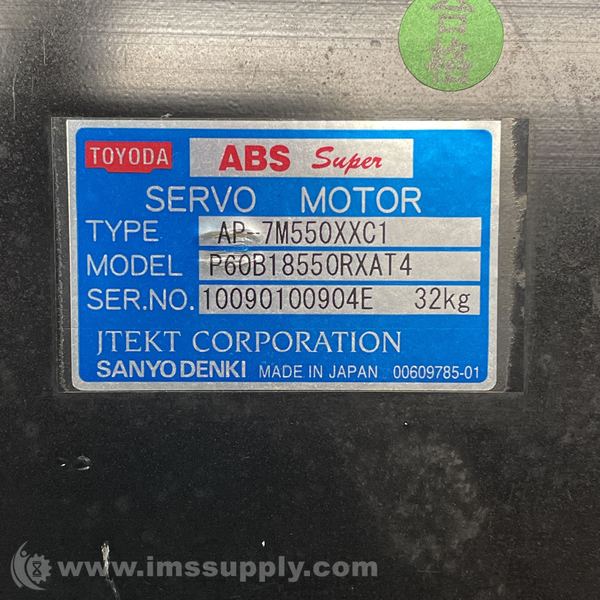 TOYODA ABS Super
SERVO MOTOR
TYPE AP-7M550XXC1
MODEL P60B18550RXAT4
SER.NO. 10090100904E 32kg
JTEKT CORPORATION
SANYO DENKI MADE IN JAPAN 00609785-01
www.imssupply.com